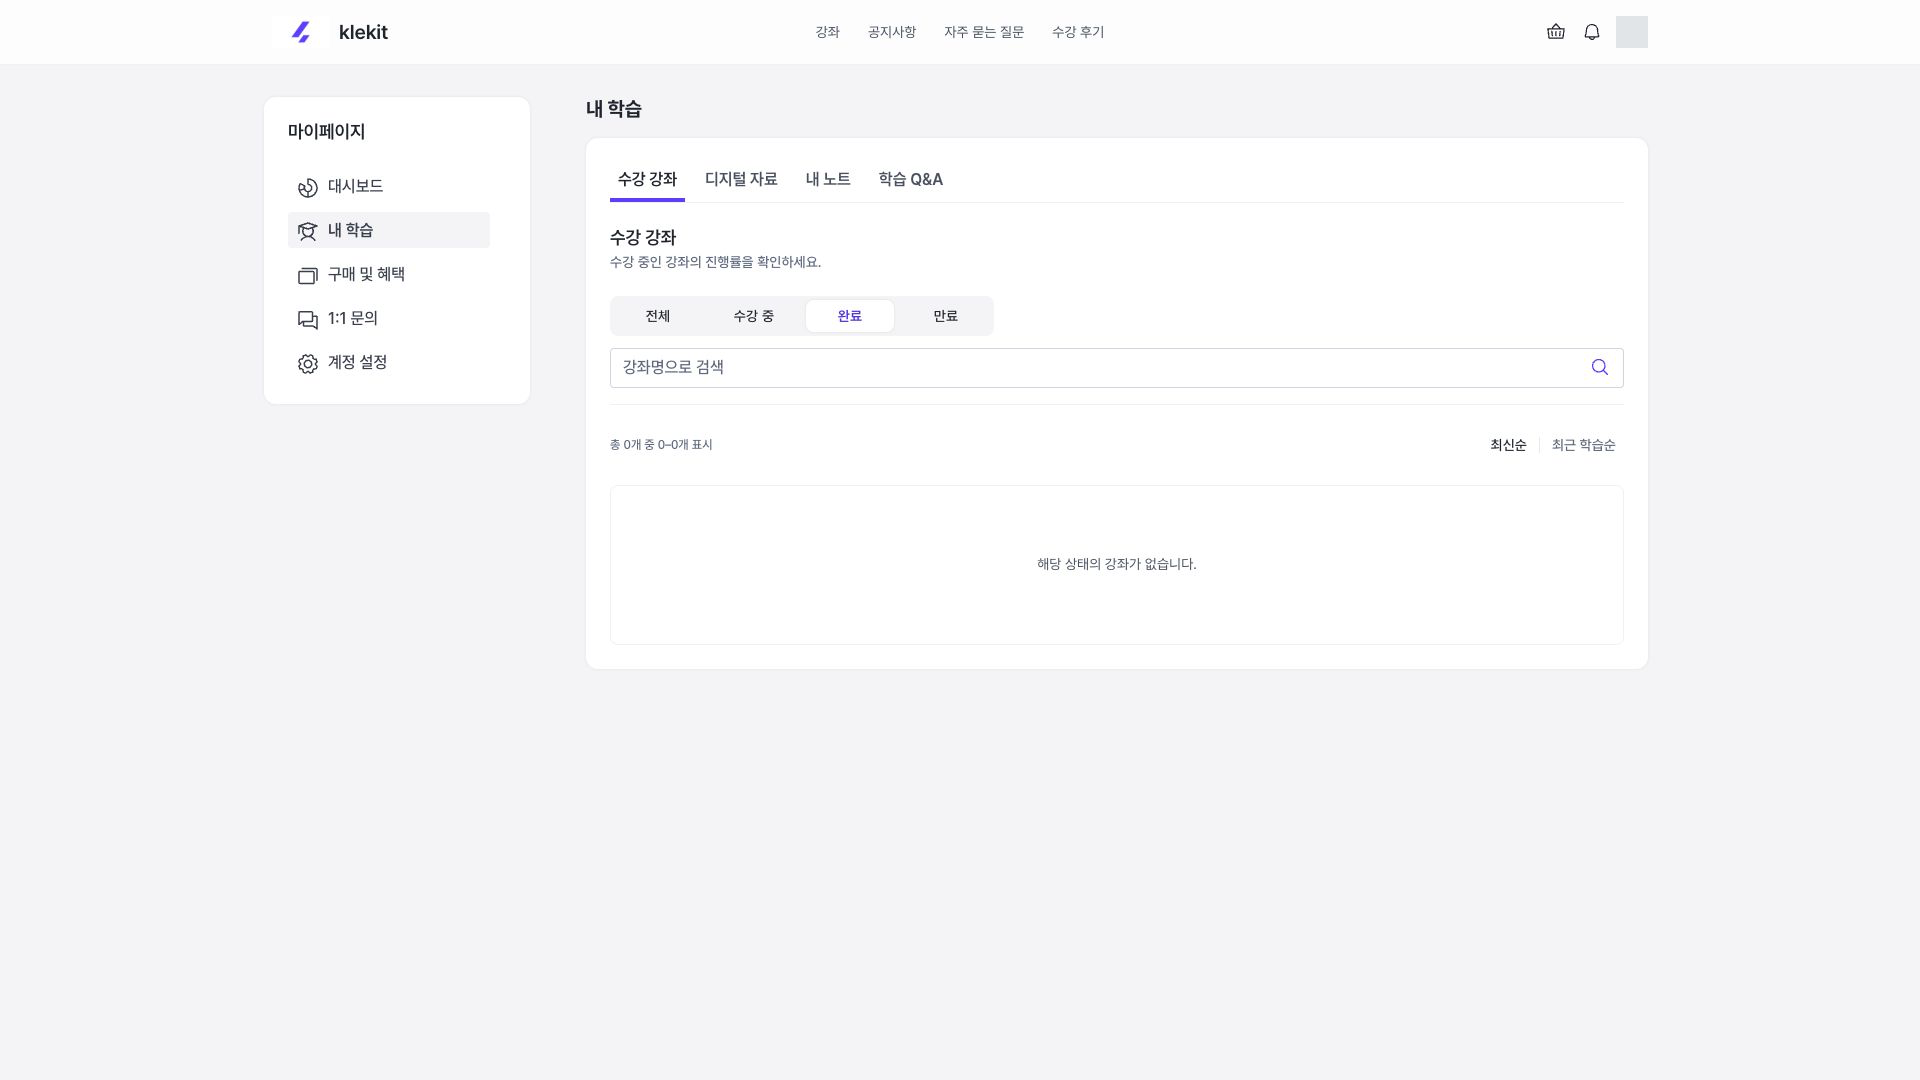 klekit
강좌
공지사항
자주 묻는 질문
수강 후기
마이페이지
대시보드
내 학습
구매 및 혜택
1:1 문의
계정 설정
내 학습
수강 강좌
디지털 자료
내 노트
학습 Q&A
수강 강좌
수강 중인 강좌의 진행률을 확인하세요.
전체
수강 중
완료
만료
강좌명으로 검색
총 0개 중 0–0개 표시
최신순
최근 학습순
해당 상태의 강좌가 없습니다.